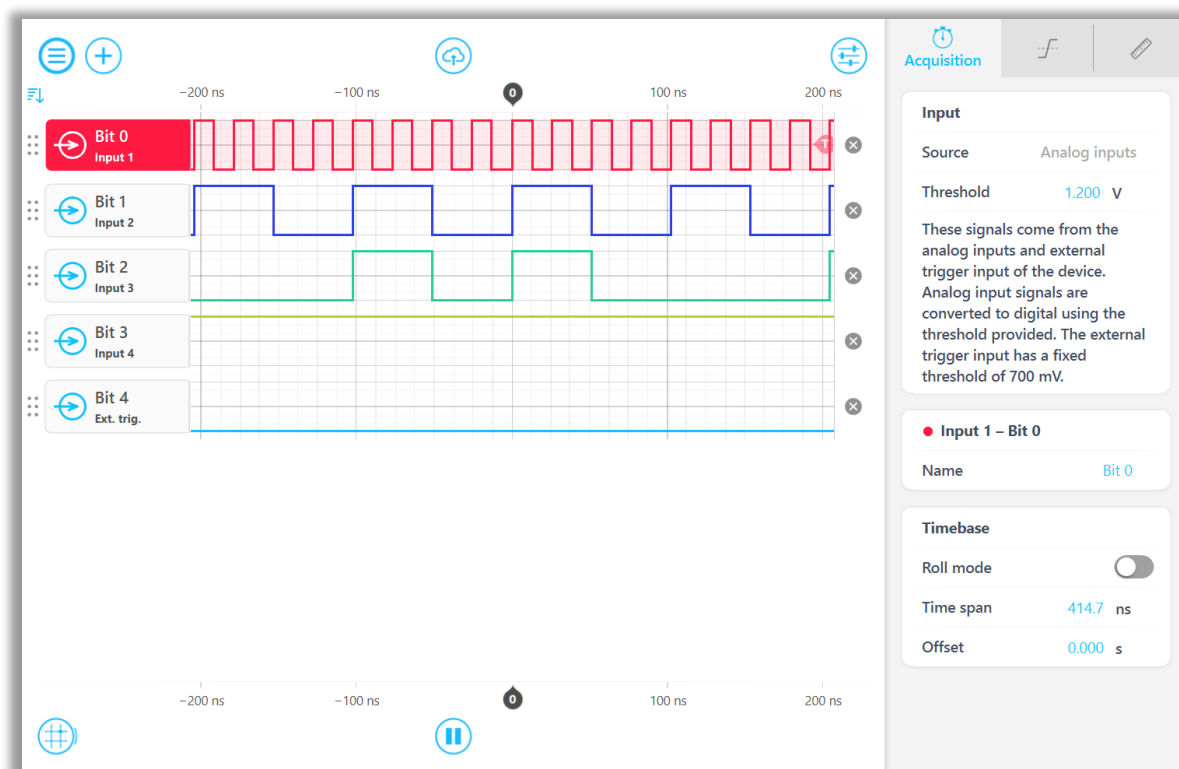 Acquisition
−200 ns −100 ns 0 100 ns 200 ns
Bit 0
Input 1
T
Bit 1
Input 2
Bit 2
Input 3
Bit 3
Input 4
Bit 4
Ext. trig.
−200 ns −100 ns 0 100 ns 200 ns
Input
Source Analog inputs
Threshold 1.200 V
These signals come from the
analog inputs and external
trigger input of the device.
Analog input signals are
converted to digital using the
threshold provided. The external
trigger input has a fixed
threshold of 700 mV.
Input 1 – Bit 0
Name Bit 0
Timebase
Roll mode
Time span 414.7 ns
Offset 0.000 s